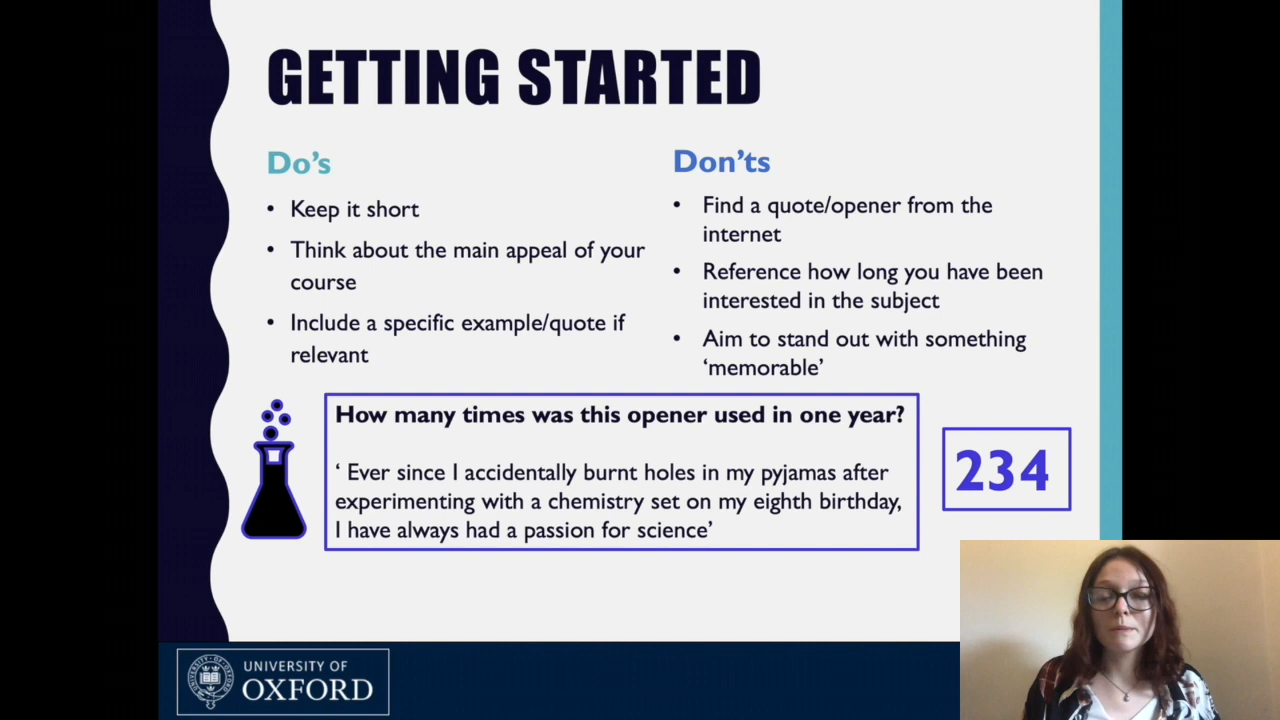 GETTING STARTED
Do's
• Keep it short
• Think about the main appeal of your
course
• Include a specific example/quote if
relevant
Don'ts
• Find a quote/opener from the
internet
• Reference how long you have been
interested in the subject
• Aim to stand out with something
‘memorable’
How many times was this opener used in one year?
‘ Ever since I accidentally burnt holes in my pyjamas after
experimenting with a chemistry set on my eighth birthday,
I have always had a passion for science’
234
UNIVERSITY OF
OXFORD